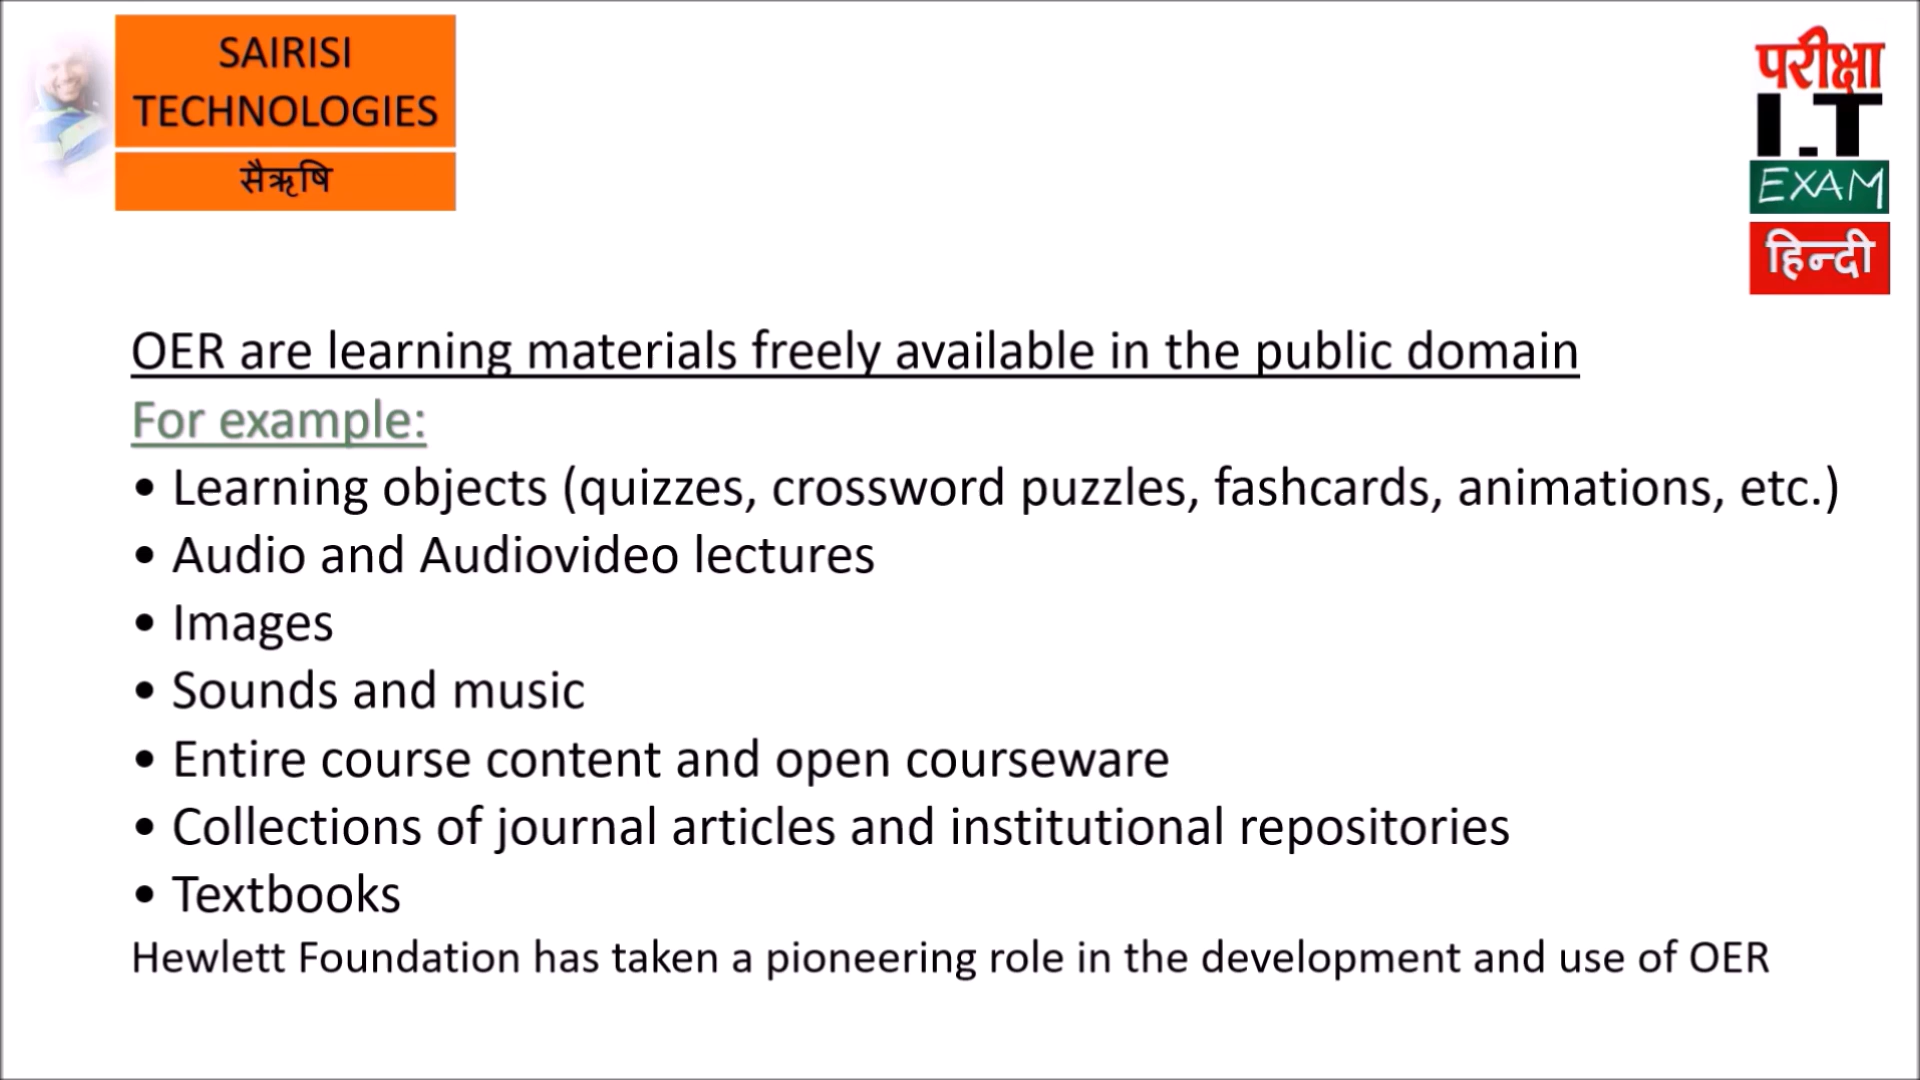 SAIRISI
TECHNOLOGIES
सैऋषि
परीक्षा
I.T
EXAM
हिन्दी
OER are learning materials freely available in the public domain
For example:
• Learning objects (quizzes, crossword puzzles, fashcards, animations, etc.)
• Audio and Audiovideo lectures
• Images
• Sounds and music
• Entire course content and open courseware
• Collections of journal articles and institutional repositories
• Textbooks
Hewlett Foundation has taken a pioneering role in the development and use of OER